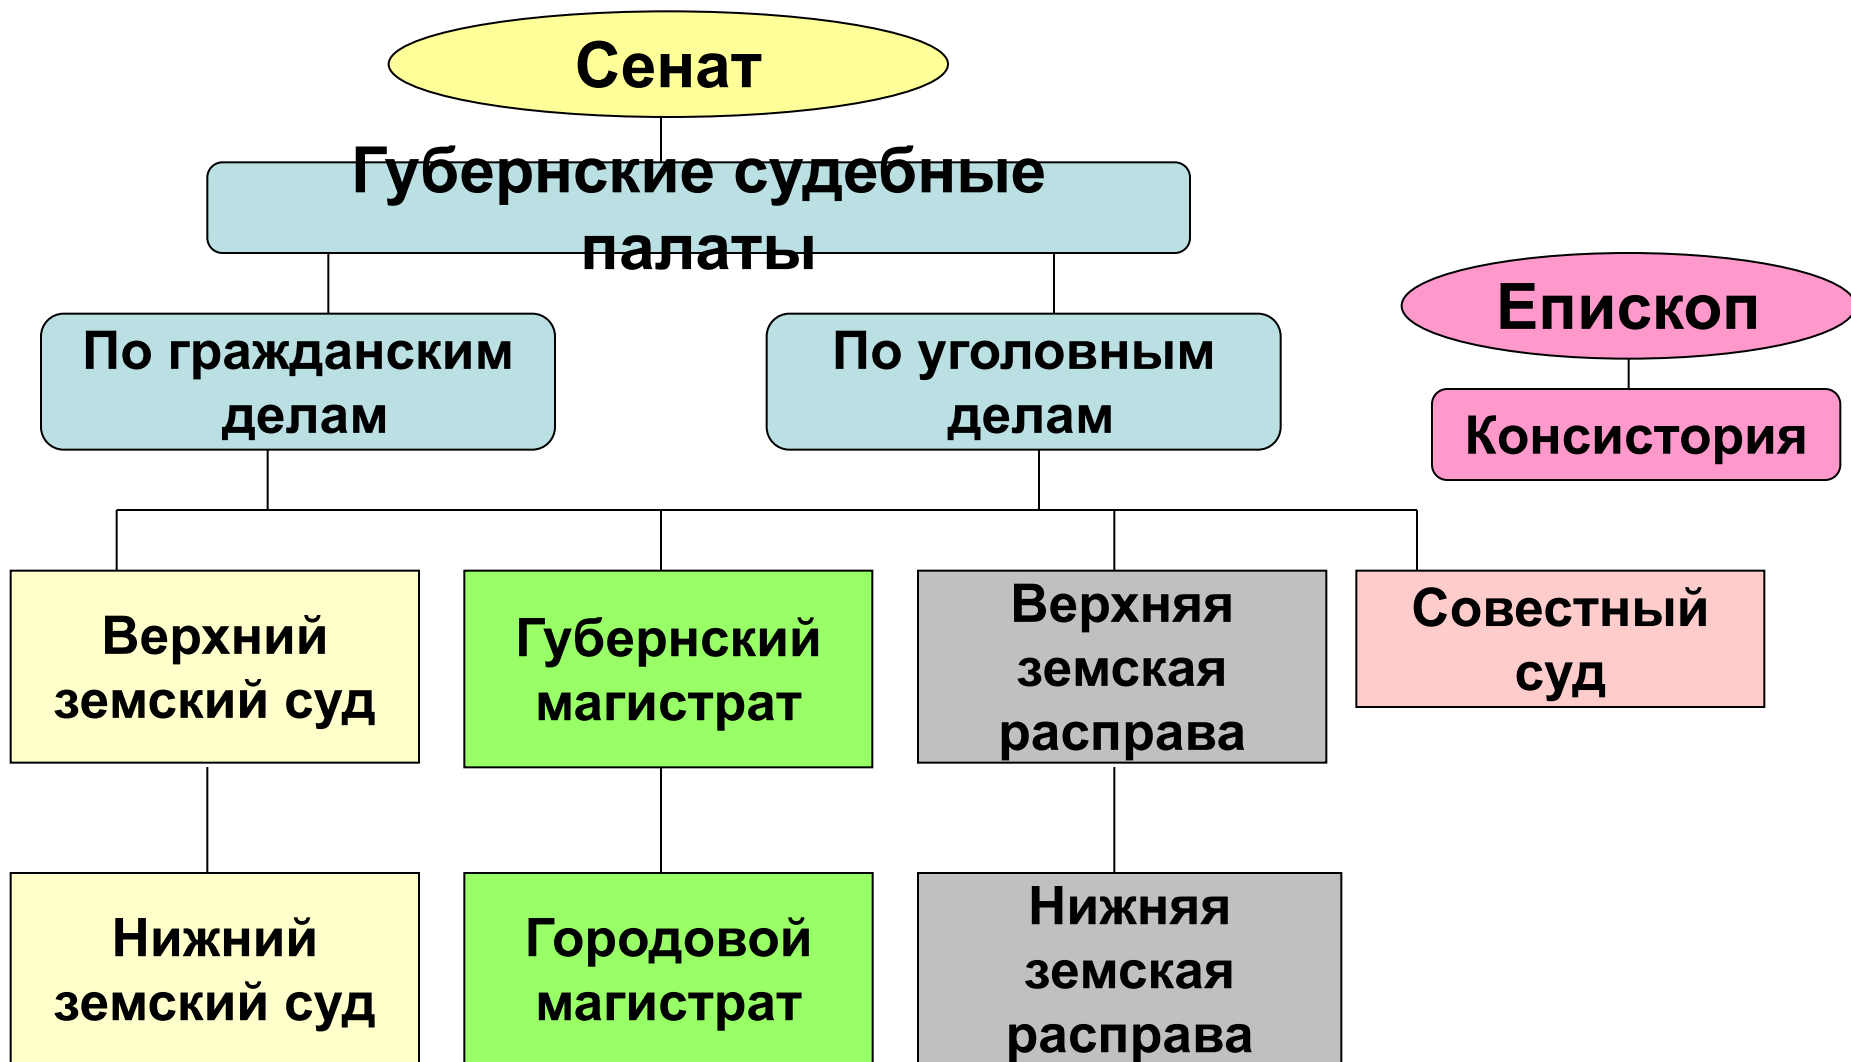 Сенат
Губернские судебные
палаты
Епископ
По гражданским
делам
По уголовным
делам
Консистория
Верхний
земский суд
Губернский
магистрат
Верхняя
земская
расправа
Совестный
суд
Нижний
земский суд
Городовой
магистрат
Нижняя
земская
расправа